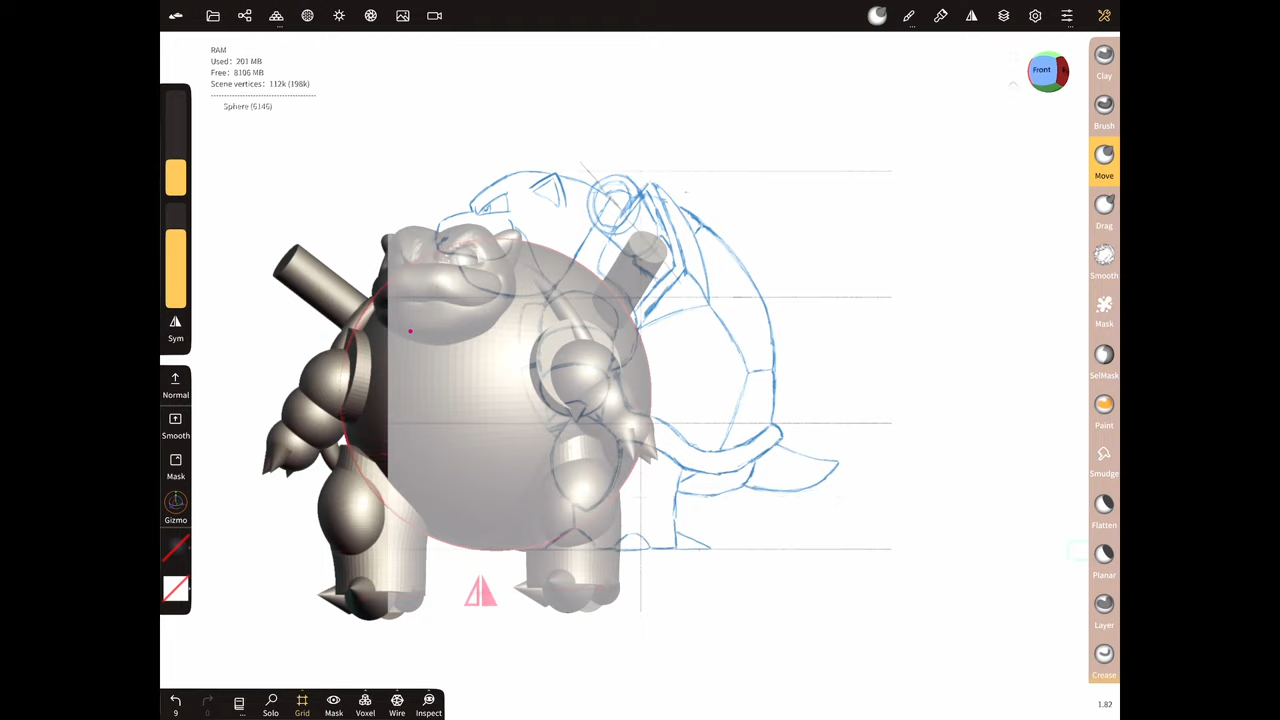 RAM
Used: 201 MB
Free: 8106 MB
Scene vertices: 112k (198k)
Sphere (6146)
Front
Clay
Brush
Move
Drag
Smooth
Mask
SelMask
Paint
Smudge
Flatten
Planar
Layer
Crease
1.82
Sym
Normal
Smooth
Mask
Gizmo
9
0
...
Solo
Grid
Mask
Voxel
Wire
Inspect